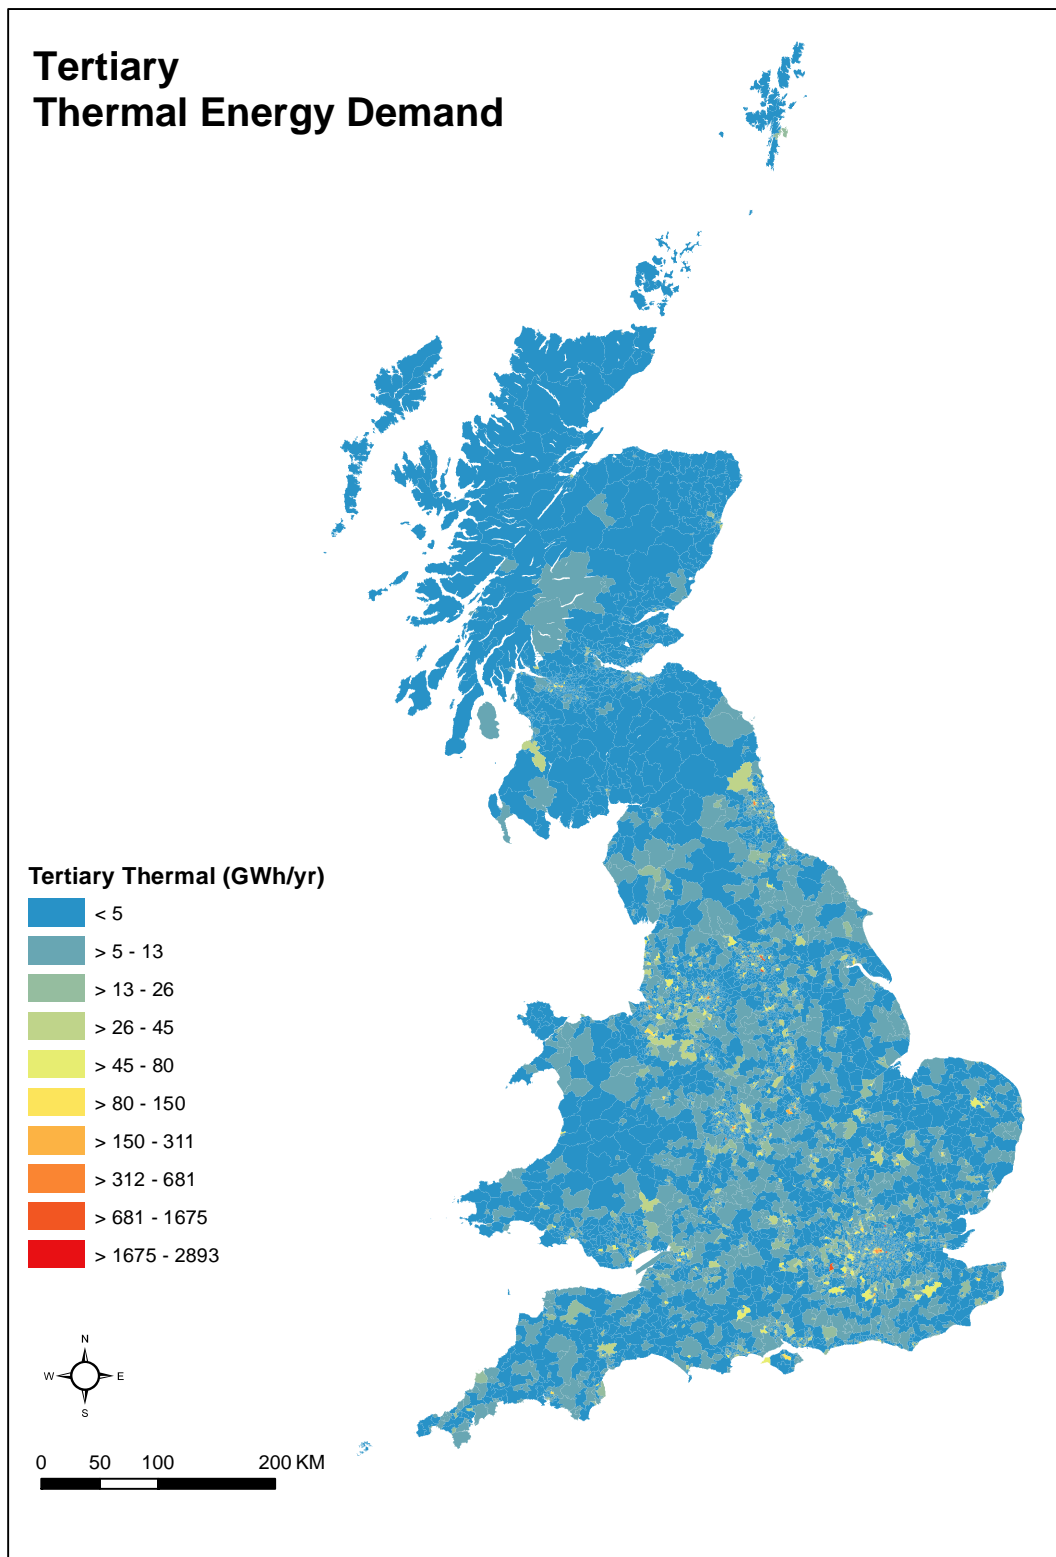 Tertiary
Thermal Energy Demand
Tertiary Thermal (GWh/yr)
< 5
> 5 - 13
> 13 - 26
> 26 - 45
> 45 - 80
> 80 - 150
> 150 - 311
> 312 - 681
> 681 - 1675
> 1675 - 2893
N
W E
S
0 50 100 200 KM